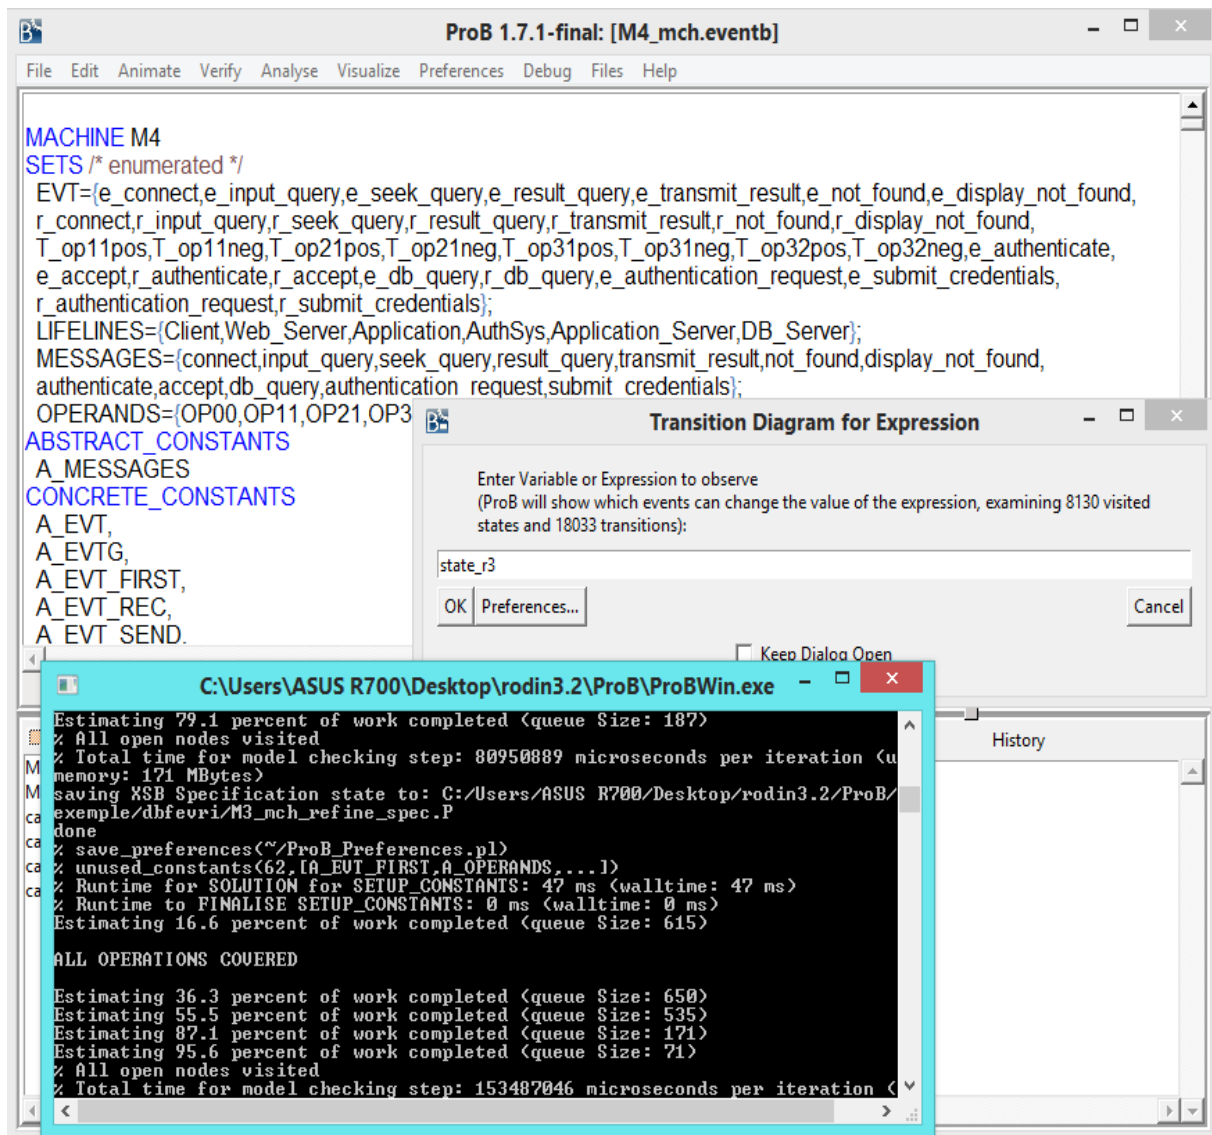 ProB 1.7.1-final: [M4_mch.eventb]
File Edit Animate Verify Analyse Visualize Preferences Debug Files Help
MACHINE M4
SETS /* enumerated */
EVT={e_connect,e_input_query,e_seek_query,e_result_query,e_transmit_result,e_not_found,e_display_not_found,
r_connect,r_input_query,r_seek_query,r_result_query,r_transmit_result,r_not_found,r_display_not_found,
T_op11pos,T_op11neg,T_op21pos,T_op21neg,T_op31pos,T_op31neg,T_op32pos,T_op32neg,e_authenticate,
e_accept,r_authenticate,r_accept,e_db_query,r_db_query,e_authentication_request,e_submit_credentials,
r_authentication_request,r_submit_credentials};
LIFELINES={Client,Web_Server,Application,AuthSys,Application_Server,DB_Server};
MESSAGES={connect,input_query,seek_query,result_query,transmit_result,not_found,display_not_found,
authenticate,accept,db_query,authentication_request,submit_credentials};
OPERANDS={OP00,OP11,OP21,OP3
ABSTRACT_CONSTANTS
A_MESSAGES
CONCRETE_CONSTANTS
A_EVT,
A_EVTG,
A_EVT_FIRST,
A_EVT_REC,
A_EVT_SEND,
Transition Diagram for Expression
Enter Variable or Expression to observe
(ProB will show which events can change the value of the expression, examining 8130 visited
states and 18033 transitions):
state_r3
OK Preferences... Cancel
Keep Dialog Open
History
M
M
ca
ca
ca
ca
C:\Users\ASUS R700\Desktop\rodin3.2\ProB\ProBWin.exe
Estimating 79.1 percent of work completed (queue Size: 187)
% All open nodes visited
% Total time for model checking step: 80950889 microseconds per iteration (u
memory: 171 MBytes)
saving XSB Specification state to: C:/Users/ASUS R700/Desktop/rodin3.2/ProB/
exemple/dbfevri/M3_mch_refine_spec.P
done
% save_preferences(~/ProB_Preferences.pl)
% unused_constants(62,[A_EVT_FIRST,A_OPERANDS,....])
% Runtime for SOLUTION for SETUP_CONSTANTS: 47 ms (walltime: 47 ms)
% Runtime to FINALISE SETUP_CONSTANTS: 0 ms (walltime: 0 ms)
Estimating 16.6 percent of work completed (queue Size: 615)
ALL OPERATIONS COVERED
Estimating 36.3 percent of work completed (queue Size: 650)
Estimating 55.5 percent of work completed (queue Size: 535)
Estimating 87.1 percent of work completed (queue Size: 171)
Estimating 95.6 percent of work completed (queue Size: 71)
% All open nodes visited
% Total time for model checking step: 153487046 microseconds per iteration (